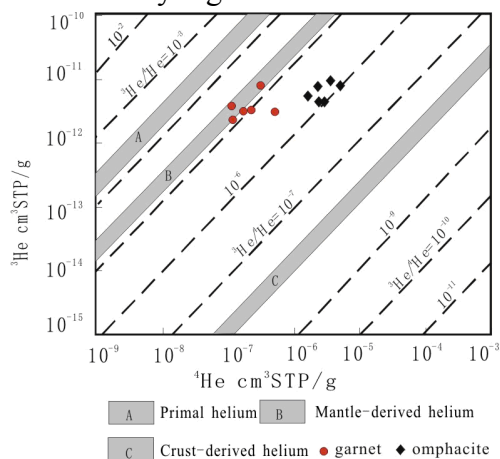 10⁻¹⁰
10⁻¹¹
10⁻¹²
10⁻¹³
10⁻¹⁴
10⁻¹⁵
³He cm³STP/g
10⁻²
³He/He=10⁻³
A
B
10⁻⁶
³He/He=10⁻⁷
C
10⁻⁹
³He/He=10⁻¹⁰
10⁻¹¹
10⁻⁹ 10⁻⁸ 10⁻⁷ 10⁻⁶ 10⁻⁵ 10⁻⁴ 10⁻³
⁴He cm³STP/g
A Primal helium B Mantle-derived helium
C Crust-derived helium garnet omphacite